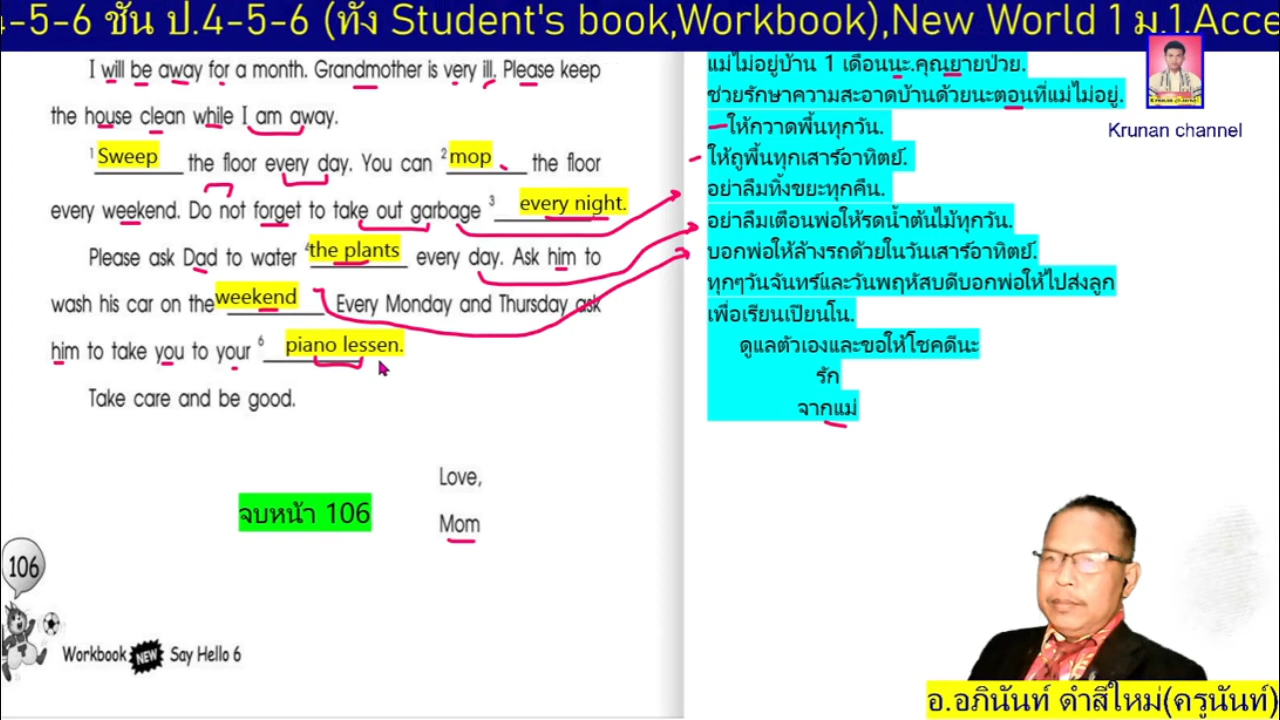 4-5-6 ชั้น ป.4-5-6 (ทั้ง Student's book,Workbook),New World 1 ม.1.Acce
I will be away for a month. Grandmother is very ill. Please keep
the house clean while I am away.
1 Sweep the floor every day. You can 2 mop the floor
every weekend. Do not forget to take out garbage 3 every night.
Please ask Dad to water 4 the plants every day. Ask him to
wash his car on the weekend Every Monday and Thursday ask
him to take you to your 6 piano lessen.
Take care and be good.
Love,
Mom
จบหน้า 106
106
Workbook NEW Say Hello 6
แม่ไม่อยู่บ้าน 1 เดือนนะ.คุณยายป่วย.
ช่วยรักษาความสะอาดบ้านด้วยนะตอนที่แม่ไม่อยู่.
ให้กวาดพื้นทุกวัน.
ให้ถูพื้นทุกเสาร์อาทิตย์.
อย่าลืมทิ้งขยะทุกคืน.
อย่าลืมเตือนพ่อให้รดน้ำต้นไม้ทุกวัน.
บอกพ่อให้ล้างรถด้วยในวันเสาร์อาทิตย์.
ทุกๆวันจันทร์และวันพฤหัสบดีบอกพ่อให้ไปส่งลูก
เพื่อเรียนเปียนโน.
ดูแลตัวเองและขอให้โชคดีนะ
รัก
จากแม่
Krunan channel
อ.อภินันท์ ดำสีใหม่(ครูนันท์)